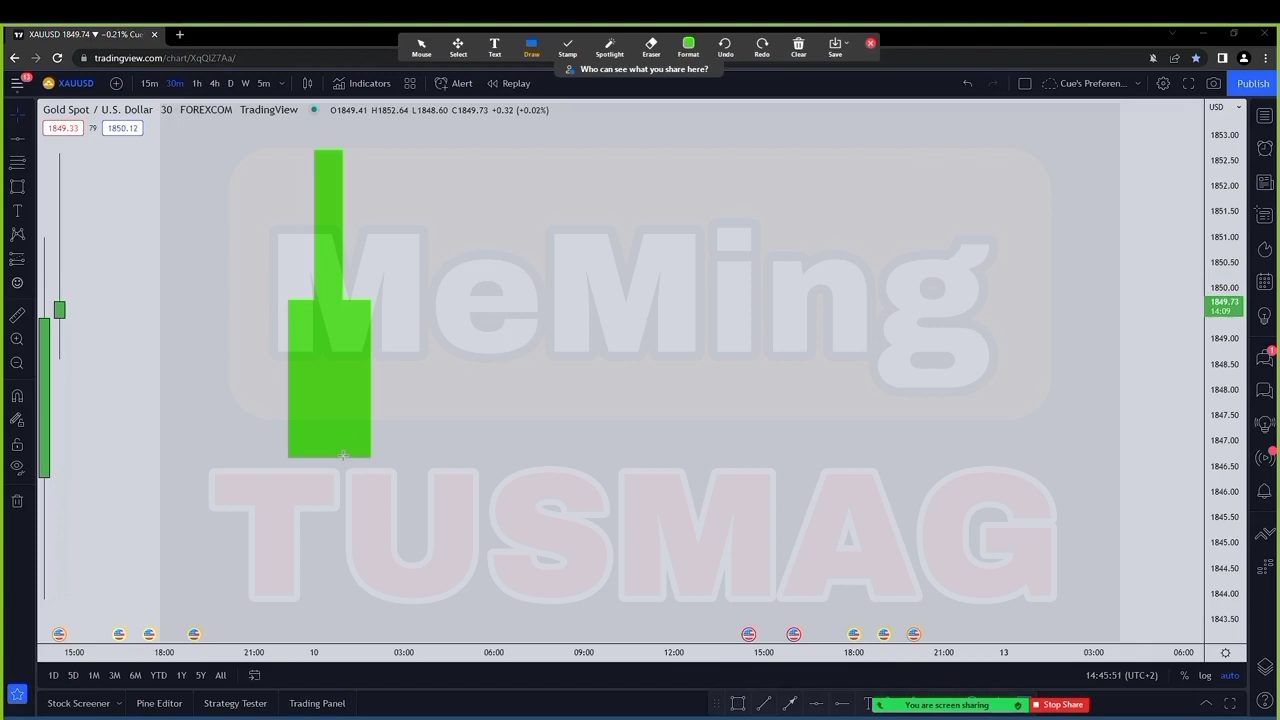 XAUUSD 1849.74 ▼ −0.21% Cue
tradingview.com/chart/XqQIZ7Aa/
Mouse Select Text Draw Stamp Spotlight Eraser Format Undo Redo Clear Save
Who can see what you share here?
13
XAUUSD 15m 30m 1h 4h D W 5m Indicators Alert Replay Cue's Preferen... Publish
Gold Spot / U.S. Dollar 30 FOREXCOM TradingView O1849.41 H1852.64 L1848.60 C1849.73 +0.32 (+0.02%) USD
1849.33 79 1850.12
1853.00
1852.50
1852.00
1851.50
1851.00
1850.50
1850.00
1849.73
14:09
1849.00
1848.50
1848.00
1847.50
1847.00
1846.50
1846.00
1845.50
1845.00
1844.50
1844.00
1843.50
MeMing
TUSMAG
1
15:00 18:00 21:00 10 03:00 06:00 09:00 12:00 15:00 18:00 21:00 13 03:00 06:00
1D 5D 1M 3M 6M YTD 1Y 5Y All 14:45:51 (UTC+2) % log auto
Stock Screener Pine Editor Strategy Tester Trading Panel
You are screen sharing Stop Share